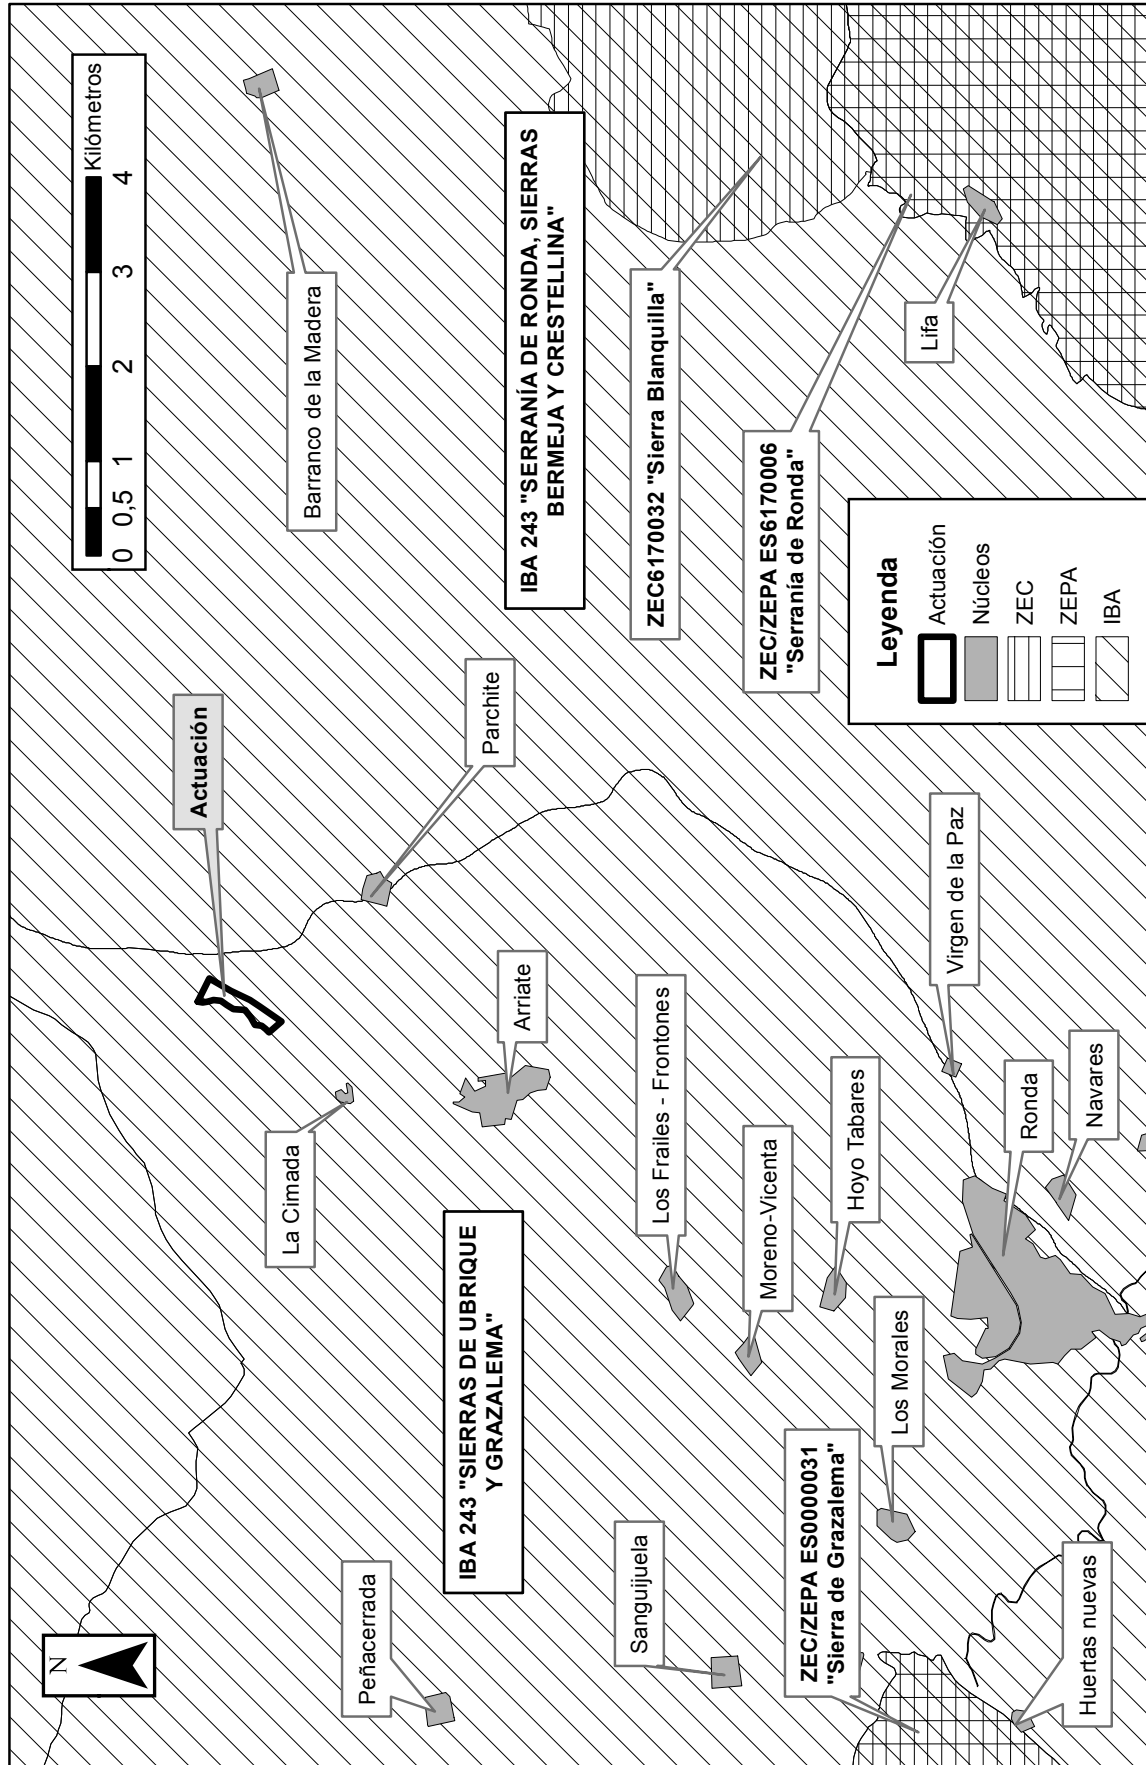 N
Kilómetros
0 0,5 1 2 3 4
Actuación
Barranco de la Madera
La Cimada
Peñacerrada
Parchite
Arriate
IBA 243 "SIERRAS DE UBRIQUE
Y GRAZALEMA"
IBA 243 "SERRANÍA DE RONDA, SIERRAS
BERMEJA Y CRESTELLINA"
Sanguijuela
Los Frailes - Frontones
ZEC6170032 "Sierra Blanquilla"
Moreno-Vicenta
ZEC/ZEPA ES6170006
"Serranía de Ronda"
ZEC/ZEPA ES0000031
"Sierra de Grazalema"
Hoyo Tabares
Los Morales
Virgen de la Paz
Lifa
Ronda
Navares
Huertas nuevas
Leyenda
Actuación
Núcleos
ZEC
ZEPA
IBA